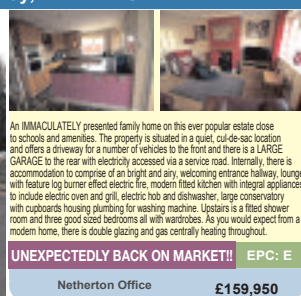 An IMMACULATELY presented family home on this ever popular estate close
to schools and amenities. The property is situated in a quiet, cul-de-sac location
and offers a driveway for a number of vehicles to the front and there is a LARGE
GARAGE to the rear with electricity accessed via a service road. Internally, there is
accommodation to comprise of an bright and airy, welcoming entrance hallway, lounge
with feature log burner effect electric fire, modern fitted kitchen with integral appliances
to include electric oven and grill, electric hob and dishwasher, large conservatory
with cupboards housing plumbing for washing machine. Upstairs is a fitted shower
room and three good sized bedrooms all with wardrobes. As you would expect from a
modern home, there is double glazing and gas centrally heating throughout.
UNEXPECTEDLY BACK ON MARKET!! EPC: E
Netherton Office £159,950